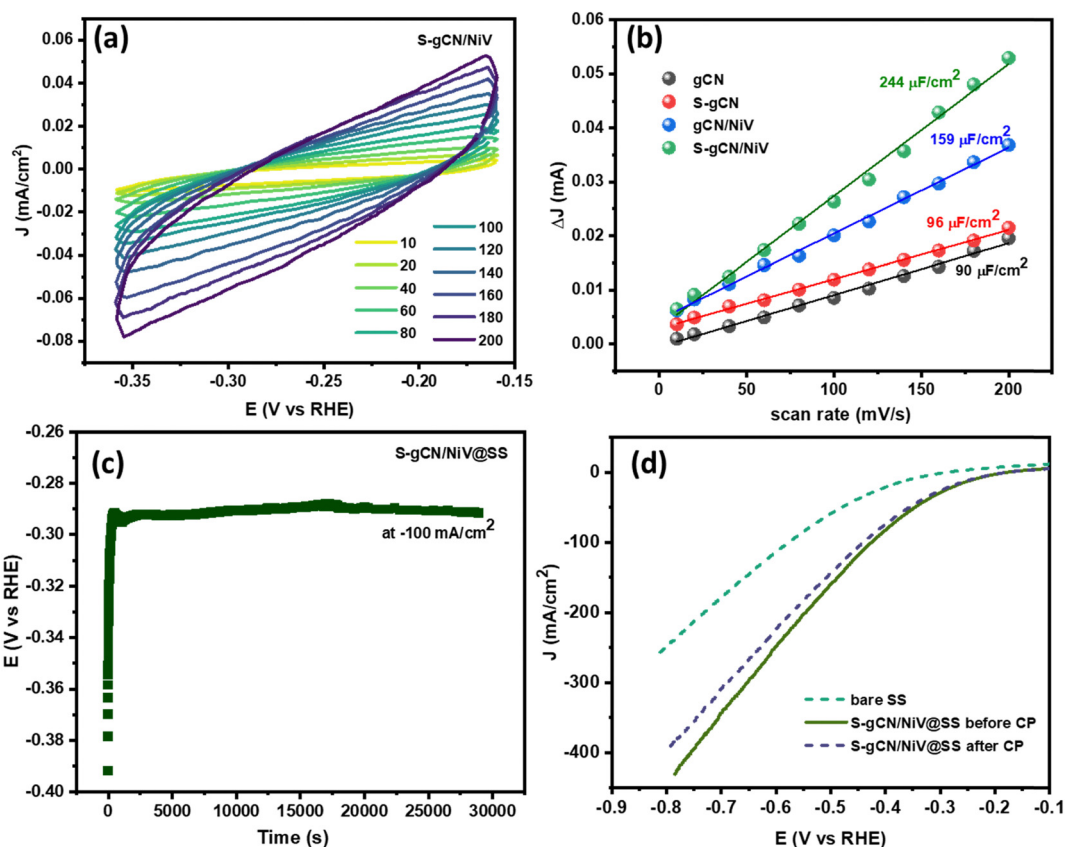 (a)
S-gCN/NiV
0.06
0.04
0.02
0.00
-0.02
-0.04
-0.06
-0.08
J (mA/cm²)
10
20
40
60
80
100
120
140
160
180
200
-0.35
-0.30
-0.25
-0.20
-0.15
E (V vs RHE)
(b)
gCN
S-gCN
gCN/NiV
S-gCN/NiV
244 µF/cm²
159 µF/cm²
96 µF/cm²
90 µF/cm²
0.06
0.05
0.04
0.03
0.02
0.01
0.00
ΔJ (mA)
0
50
100
150
200
scan rate (mV/s)
(c)
S-gCN/NiV@SS
at -100 mA/cm²
-0.26
-0.28
-0.30
-0.32
-0.34
-0.36
-0.38
-0.40
E (V vs RHE)
0
5000
10000
15000
20000
25000
30000
Time (s)
(d)
0
-100
-200
-300
-400
J (mA/cm²)
bare SS
S-gCN/NiV@SS before CP
S-gCN/NiV@SS after CP
-0.9
-0.8
-0.7
-0.6
-0.5
-0.4
-0.3
-0.2
-0.1
E (V vs RHE)